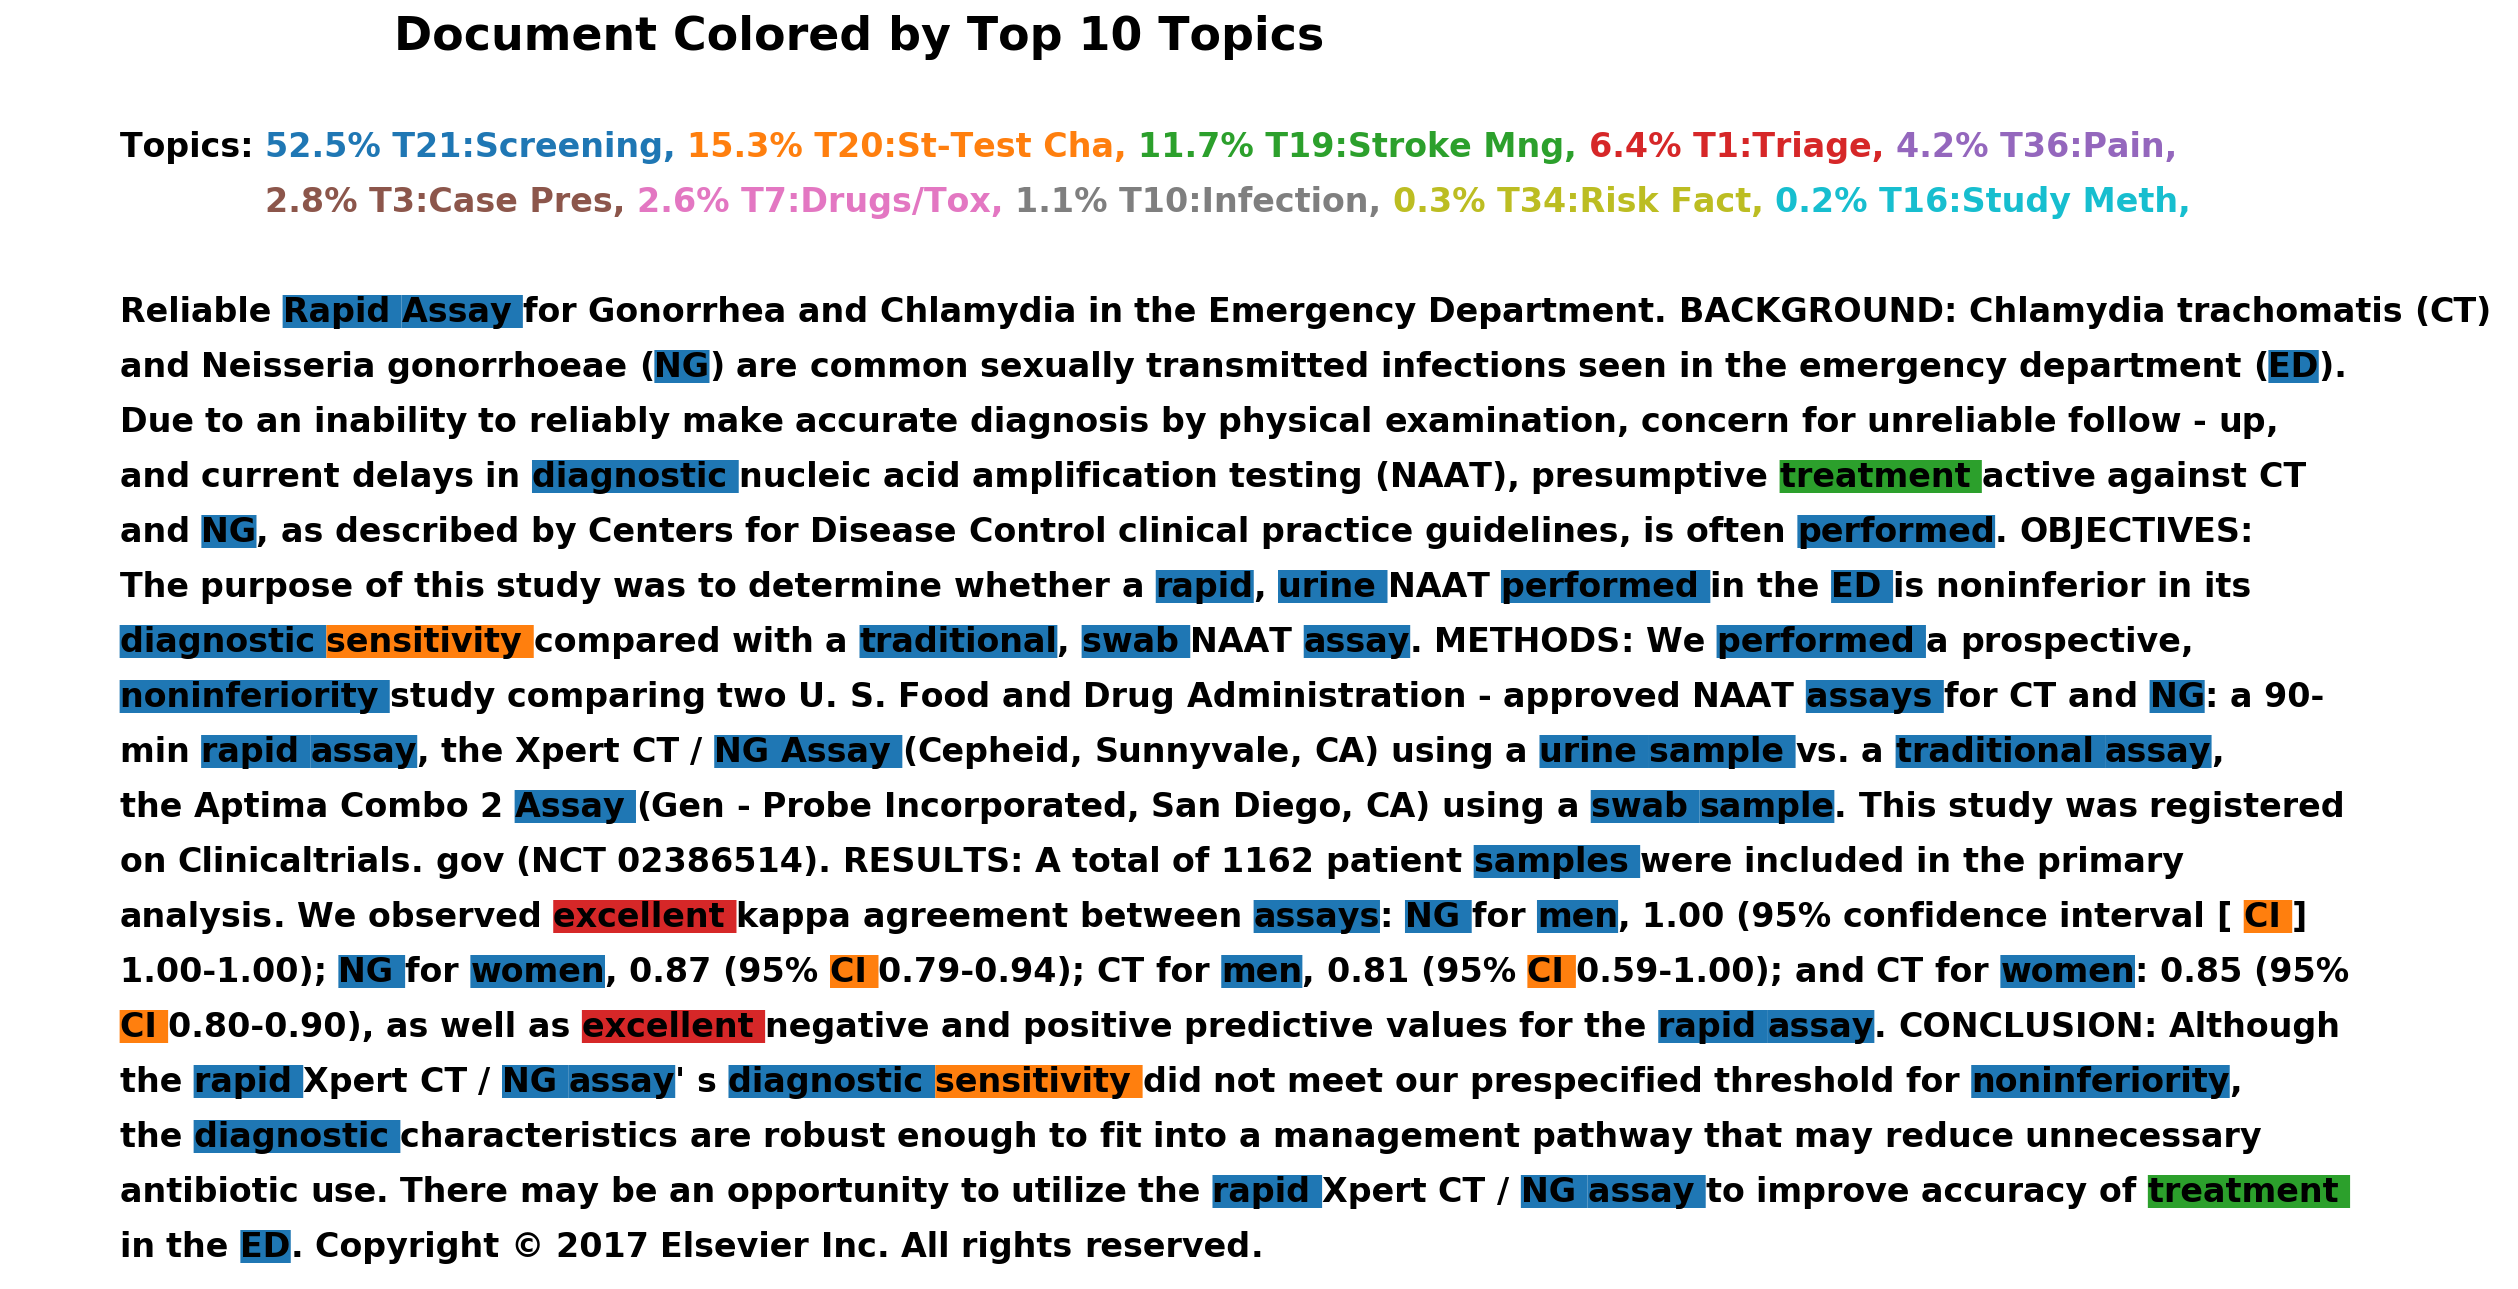 Document Colored by Top 10 Topics
Topics: 52.5% T21:Screening, 15.3% T20:St-Test Cha, 11.7% T19:Stroke Mng, 6.4% T1:Triage, 4.2% T36:Pain,
2.8% T3:Case Pres, 2.6% T7:Drugs/Tox, 1.1% T10:Infection, 0.3% T34:Risk Fact, 0.2% T16:Study Meth,
Reliable Rapid Assay for Gonorrhea and Chlamydia in the Emergency Department. BACKGROUND: Chlamydia trachomatis (CT)
and Neisseria gonorrhoeae (NG) are common sexually transmitted infections seen in the emergency department (ED).
Due to an inability to reliably make accurate diagnosis by physical examination, concern for unreliable follow - up,
and current delays in diagnostic nucleic acid amplification testing (NAAT), presumptive treatment active against CT
and NG, as described by Centers for Disease Control clinical practice guidelines, is often performed. OBJECTIVES:
The purpose of this study was to determine whether a rapid, urine NAAT performed in the ED is noninferior in its
diagnostic sensitivity compared with a traditional, swab NAAT assay. METHODS: We performed a prospective,
noninferiority study comparing two U. S. Food and Drug Administration - approved NAAT assays for CT and NG: a 90-
min rapid assay, the Xpert CT / NG Assay (Cepheid, Sunnyvale, CA) using a urine sample vs. a traditional assay,
the Aptima Combo 2 Assay (Gen - Probe Incorporated, San Diego, CA) using a swab sample. This study was registered
on Clinicaltrials. gov (NCT 02386514). RESULTS: A total of 1162 patient samples were included in the primary
analysis. We observed excellent kappa agreement between assays: NG for men, 1.00 (95% confidence interval [ CI ]
1.00-1.00); NG for women, 0.87 (95% CI 0.79-0.94); CT for men, 0.81 (95% CI 0.59-1.00); and CT for women: 0.85 (95%
CI 0.80-0.90), as well as excellent negative and positive predictive values for the rapid assay. CONCLUSION: Although
the rapid Xpert CT / NG assay' s diagnostic sensitivity did not meet our prespecified threshold for noninferiority,
the diagnostic characteristics are robust enough to fit into a management pathway that may reduce unnecessary
antibiotic use. There may be an opportunity to utilize the rapid Xpert CT / NG assay to improve accuracy of treatment
in the ED. Copyright © 2017 Elsevier Inc. All rights reserved.